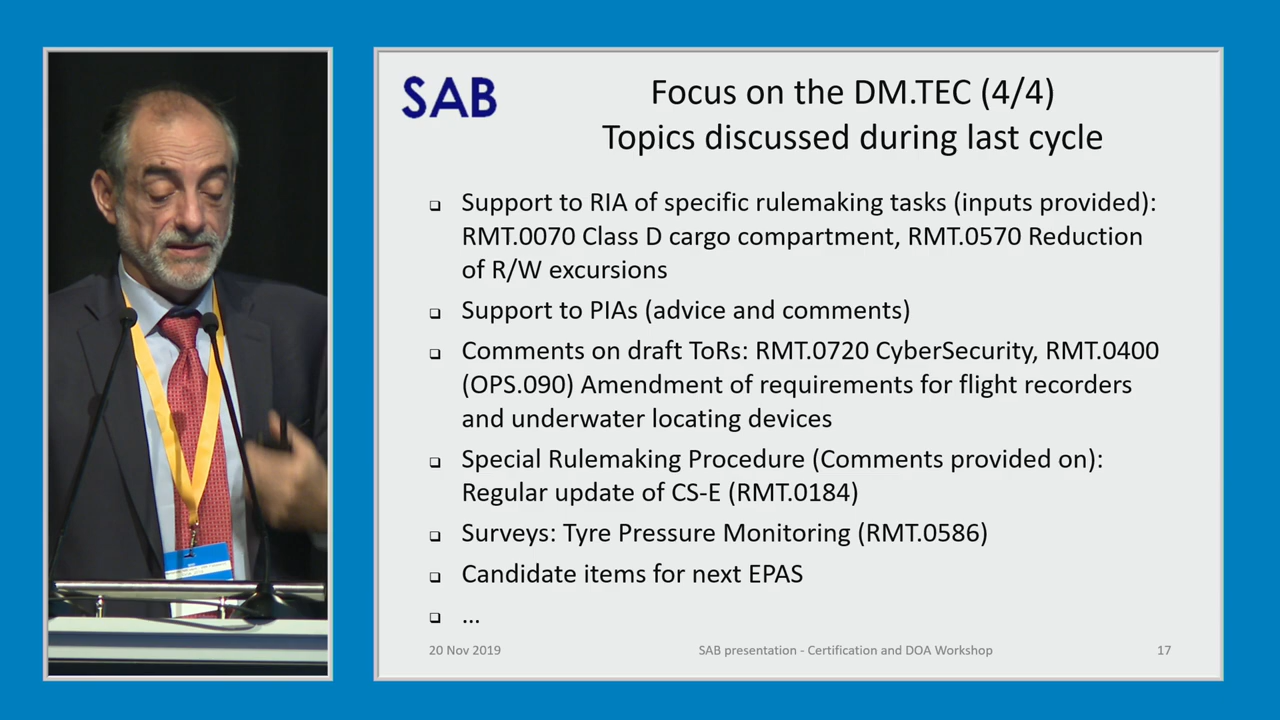 SAB
Focus on the DM.TEC (4/4)
Topics discussed during last cycle
❑ Support to RIA of specific rulemaking tasks (inputs provided):
RMT.0070 Class D cargo compartment, RMT.0570 Reduction
of R/W excursions
❑ Support to PIAs (advice and comments)
❑ Comments on draft ToRs: RMT.0720 CyberSecurity, RMT.0400
(OPS.090) Amendment of requirements for flight recorders
and underwater locating devices
❑ Special Rulemaking Procedure (Comments provided on):
Regular update of CS-E (RMT.0184)
❑ Surveys: Tyre Pressure Monitoring (RMT.0586)
❑ Candidate items for next EPAS
❑ ...
20 Nov 2019 SAB presentation - Certification and DOA Workshop 17